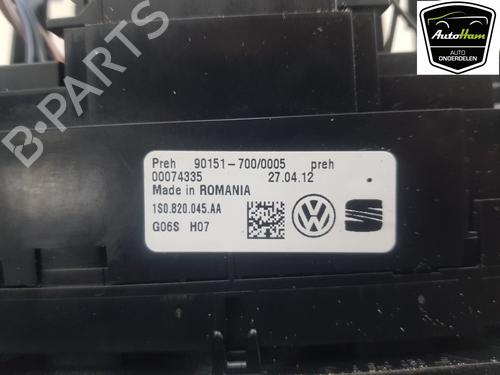 AutoHam
AUTO
ONDERDELEN
B-PARTS
Preh 90151-700/0005 preh
00074335 27.04.12
Made in ROMANIA
1S0.820.045.AA
G06S H07